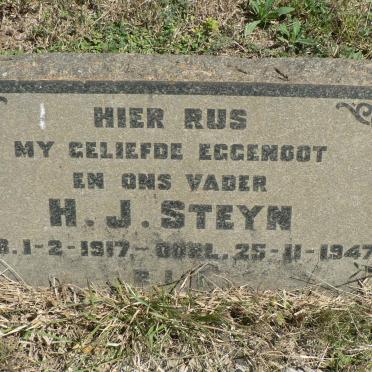 HIER RUS
MY GELIEFDE EGGENOOT
EN ONS VADER
H. J. STEYN
1-2-1917 - OORL. 25-11-1947
R.I.P.